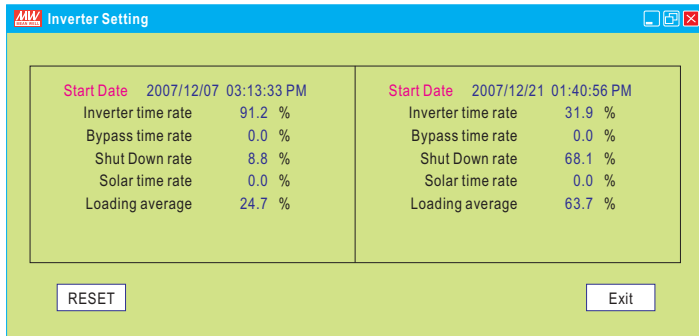 MW MEAN WELL Inverter Setting
Start Date 2007/12/07 03:13:33 PM
Inverter time rate 91.2 %
Bypass time rate 0.0 %
Shut Down rate 8.8 %
Solar time rate 0.0 %
Loading average 24.7 %
Start Date 2007/12/21 01:40:56 PM
Inverter time rate 31.9 %
Bypass time rate 0.0 %
Shut Down rate 68.1 %
Solar time rate 0.0 %
Loading average 63.7 %
RESET
Exit